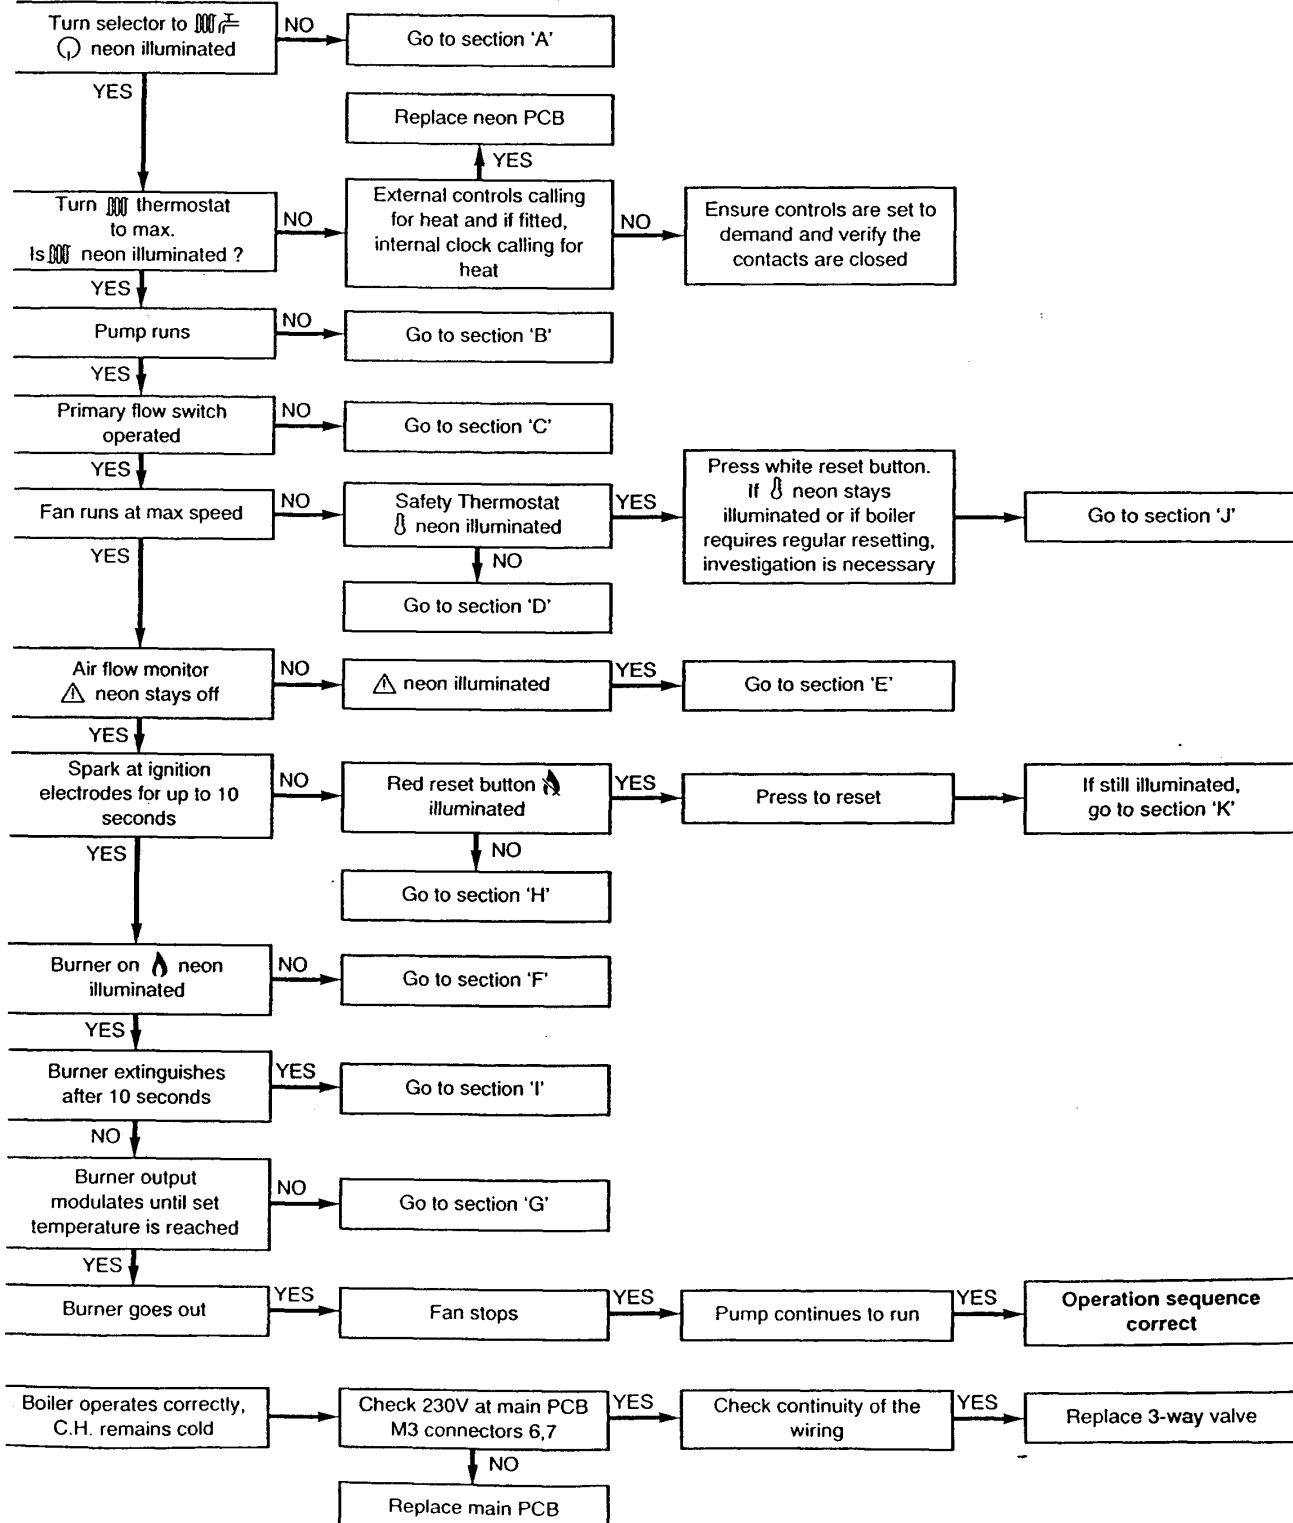 Turn selector to
neon illuminated
NO
Go to section 'A'
YES
Replace neon PCB
YES
Turn thermostat
to max.
Is neon illuminated ?
NO
External controls calling
for heat and if fitted,
internal clock calling for
heat
NO
Ensure controls are set to
demand and verify the
contacts are closed
YES
Pump runs
NO
Go to section 'B'
YES
Primary flow switch
operated
NO
Go to section 'C'
YES
Fan runs at max speed
NO
Safety Thermostat
neon illuminated
YES
Press white reset button.
If neon stays
illuminated or if boiler
requires regular resetting,
investigation is necessary
Go to section 'J'
NO
Go to section 'D'
YES
Air flow monitor
neon stays off
NO
neon illuminated
YES
Go to section 'E'
YES
Spark at ignition
electrodes for up to 10
seconds
NO
Red reset button
illuminated
YES
Press to reset
If still illuminated,
go to section 'K'
NO
Go to section 'H'
YES
Burner on neon
illuminated
NO
Go to section 'F'
YES
Burner extinguishes
after 10 seconds
YES
Go to section 'I'
NO
Burner output
modulates until set
temperature is reached
NO
Go to section 'G'
YES
Burner goes out
YES
Fan stops
YES
Pump continues to run
YES
Operation sequence
correct
Boiler operates correctly,
C.H. remains cold
Check 230V at main PCB
M3 connectors 6,7
YES
Check continuity of the
wiring
YES
Replace 3-way valve
NO
Replace main PCB